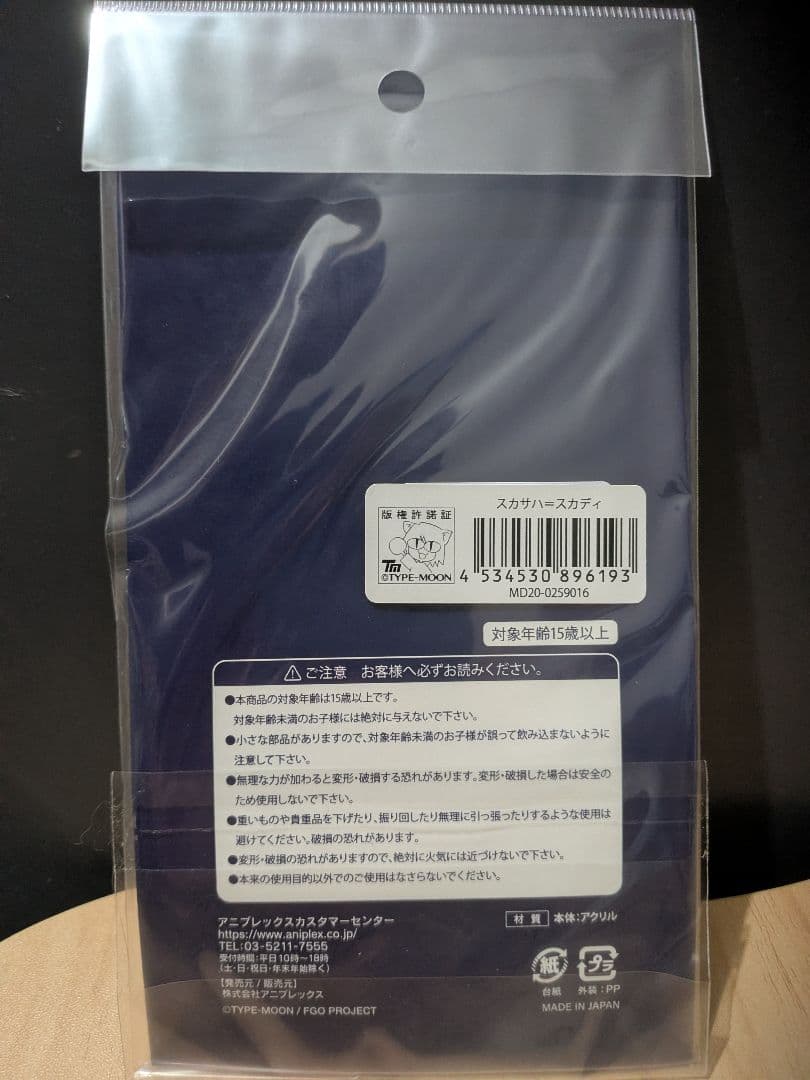 スカサハ=スカディ
版権許諾証
TM
©TYPE-MOON
4 534530 896193
MD20-0259016
対象年齢15歳以上
⚠ご注意 お客様へ必ずお読みください。
●本商品の対象年齢は15歳以上です。
対象年齢未満のお子様には絶対に与えないで下さい。
●小さな部品がありますので、対象年齢未満のお子様が誤って飲み込まないように
注意して下さい。
●無理な力が加わると変形・破損する恐れがあります。変形・破損した場合は安全の
ため使用しないで下さい。
●重いものや貴重品を下げたり、振り回したり無理に引っ張ったりするような使用は
避けてください。破損の恐れがあります。
●変形・破損の恐れがありますので、絶対に火気には近づけないで下さい。
●本来の使用目的以外でのご使用はなさらないでください。
アニプレックスカスタマーセンター
https://www.aniplex.co.jp/
TEL:03-5211-7555
受付時間:平日10時~18時
(土・日・祝日・年末年始除く)
【発売元/販売元】
株式会社アニプレックス
©TYPE-MOON / FGO PROJECT
材質 本体:アクリル
紙 プラ
台紙 外装:PP
MADE IN JAPAN